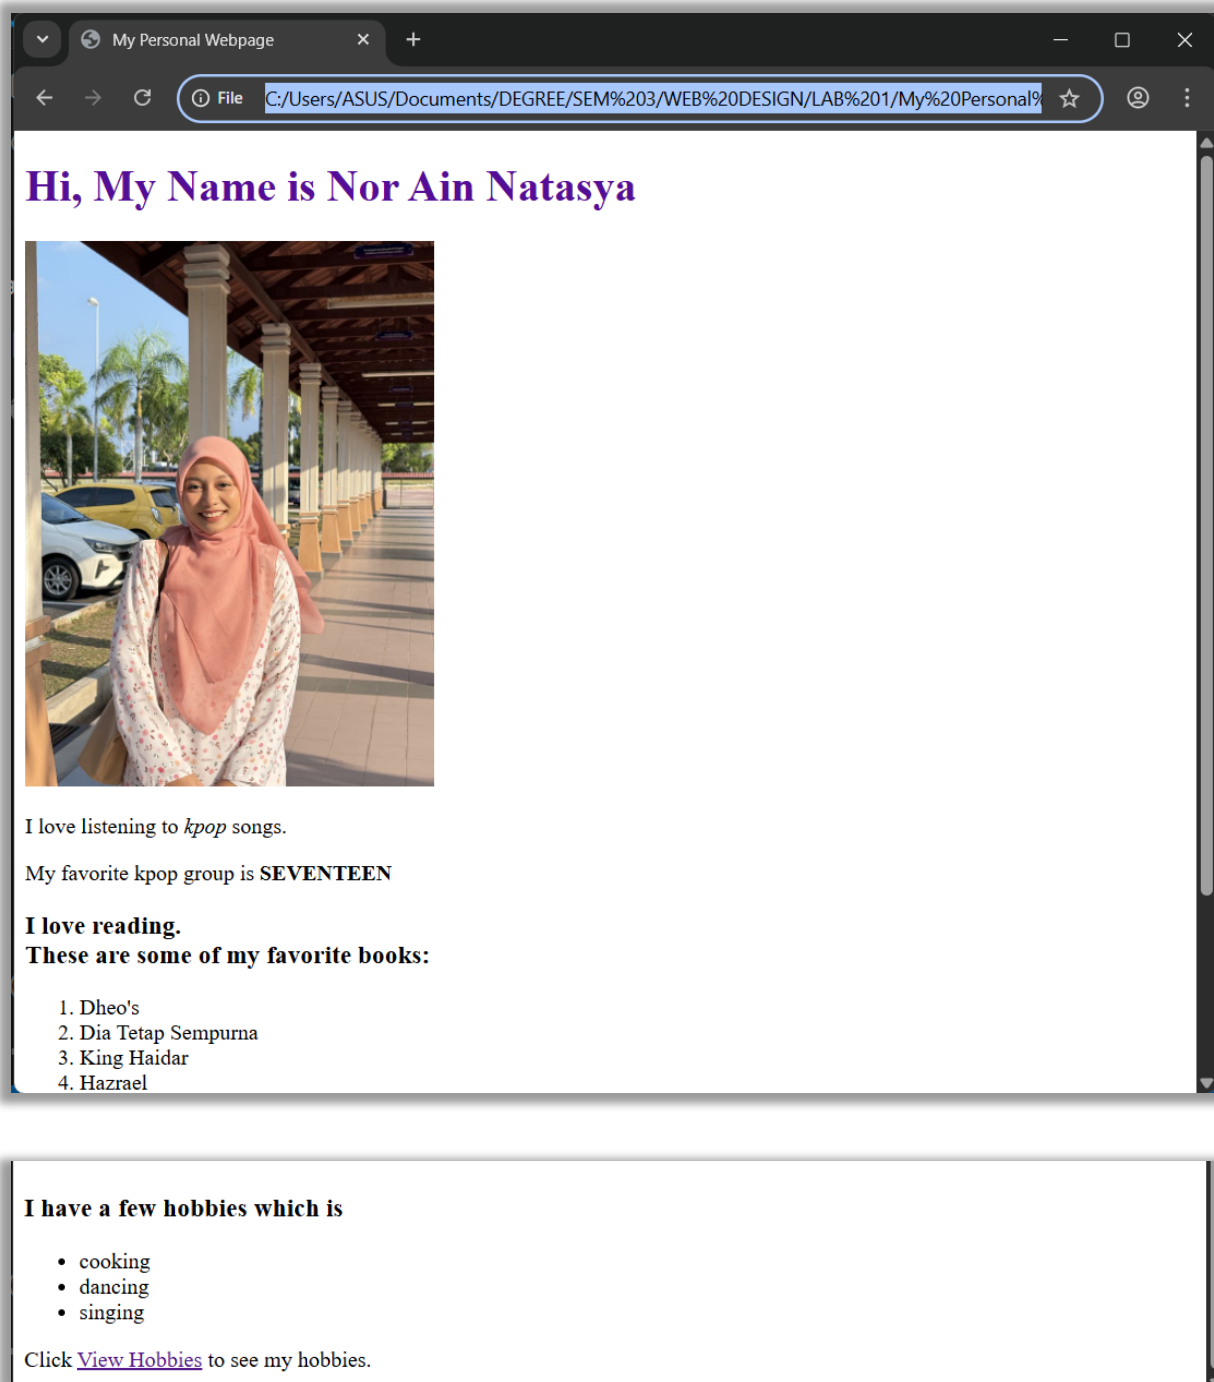 My Personal Webpage
File C:/Users/ASUS/Documents/DEGREE/SEM%203/WEB%20DESIGN/LAB%201/My%20Personal%
Hi, My Name is Nor Ain Natasya
I love listening to kpop songs.
My favorite kpop group is SEVENTEEN
I love reading.
These are some of my favorite books:
1. Dheo's
2. Dia Tetap Sempurna
3. King Haidar
4. Hazrael
I have a few hobbies which is
• cooking
• dancing
• singing
Click View Hobbies to see my hobbies.